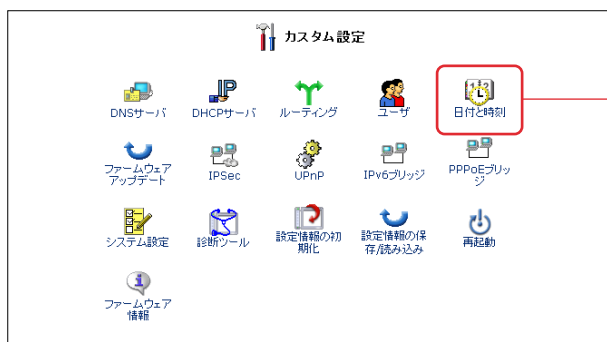 カスタム設定
DNSサーバ DHCPサーバ ルーティング ユーザ 日付と時刻
ファームウェア
アップデート IPSec UPnP IPv6ブリッジ PPPoEブリッ
ジ
システム設定 診断ツール 設定情報の初
期化 設定情報の保
存/読み込み 再起動
ファームウェア
情報